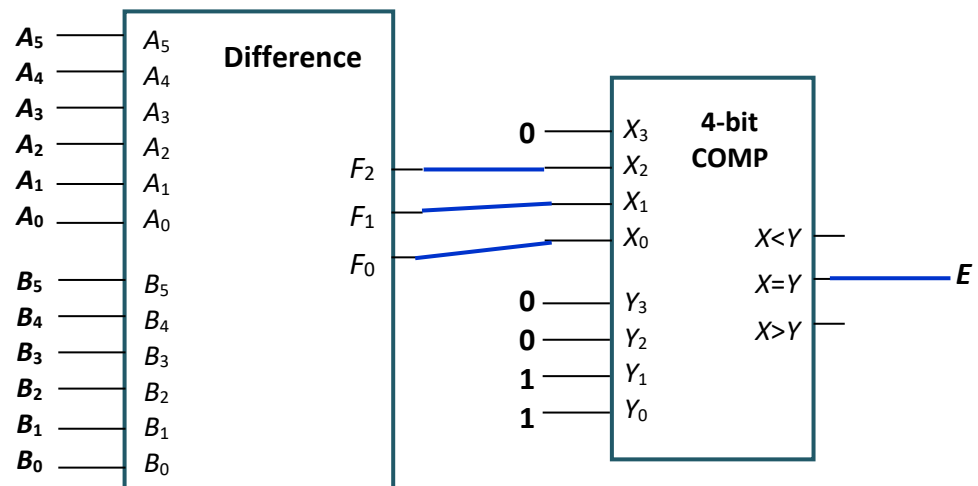 A5 A5 Difference
A4 A4
A3 A3
A2 A2
A1 A1
A0 A0
B5 B5
B4 B4
B3 B3
B2 B2
B1 B1
B0 B0
F2
F1
F0
4-bit
COMP
0 X3
X2
X1
X0
0 Y3
0 Y2
1 Y1
1 Y0
X<Y
X=Y E
X>Y